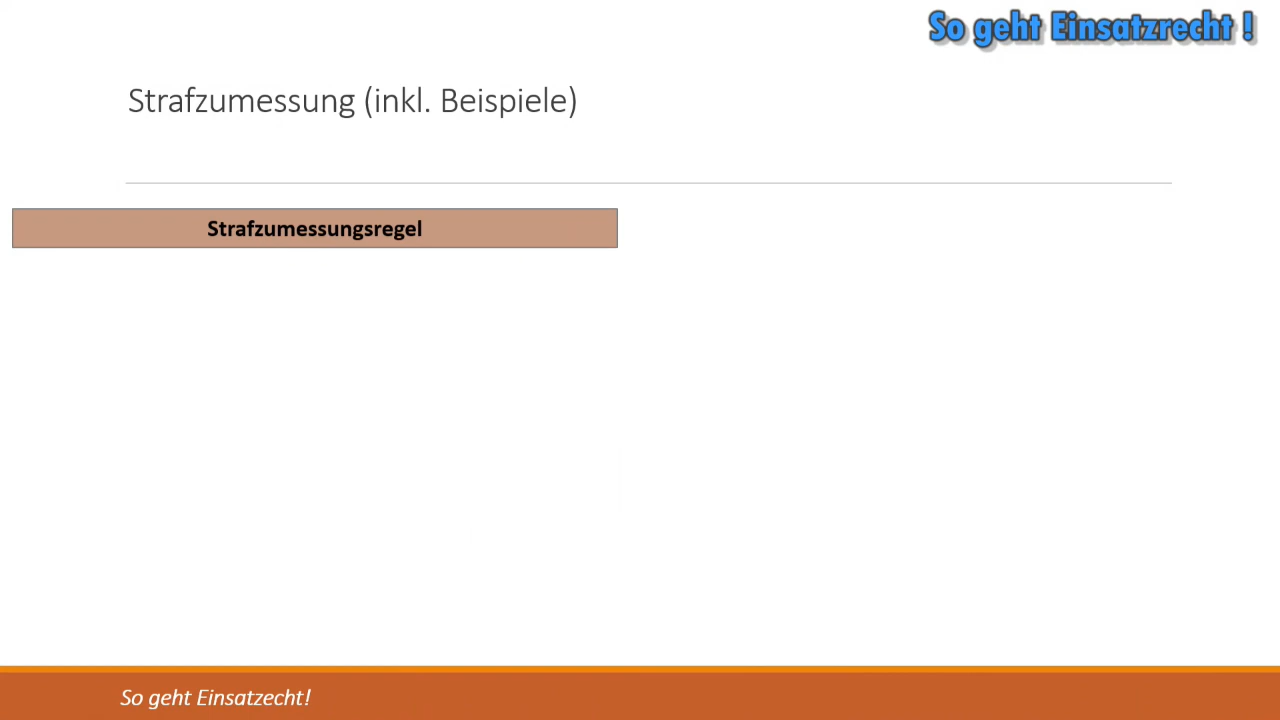 So geht Einsatzrecht !
Strafzumessung (inkl. Beispiele)
Strafzumessungsregel
So geht Einsatzecht!